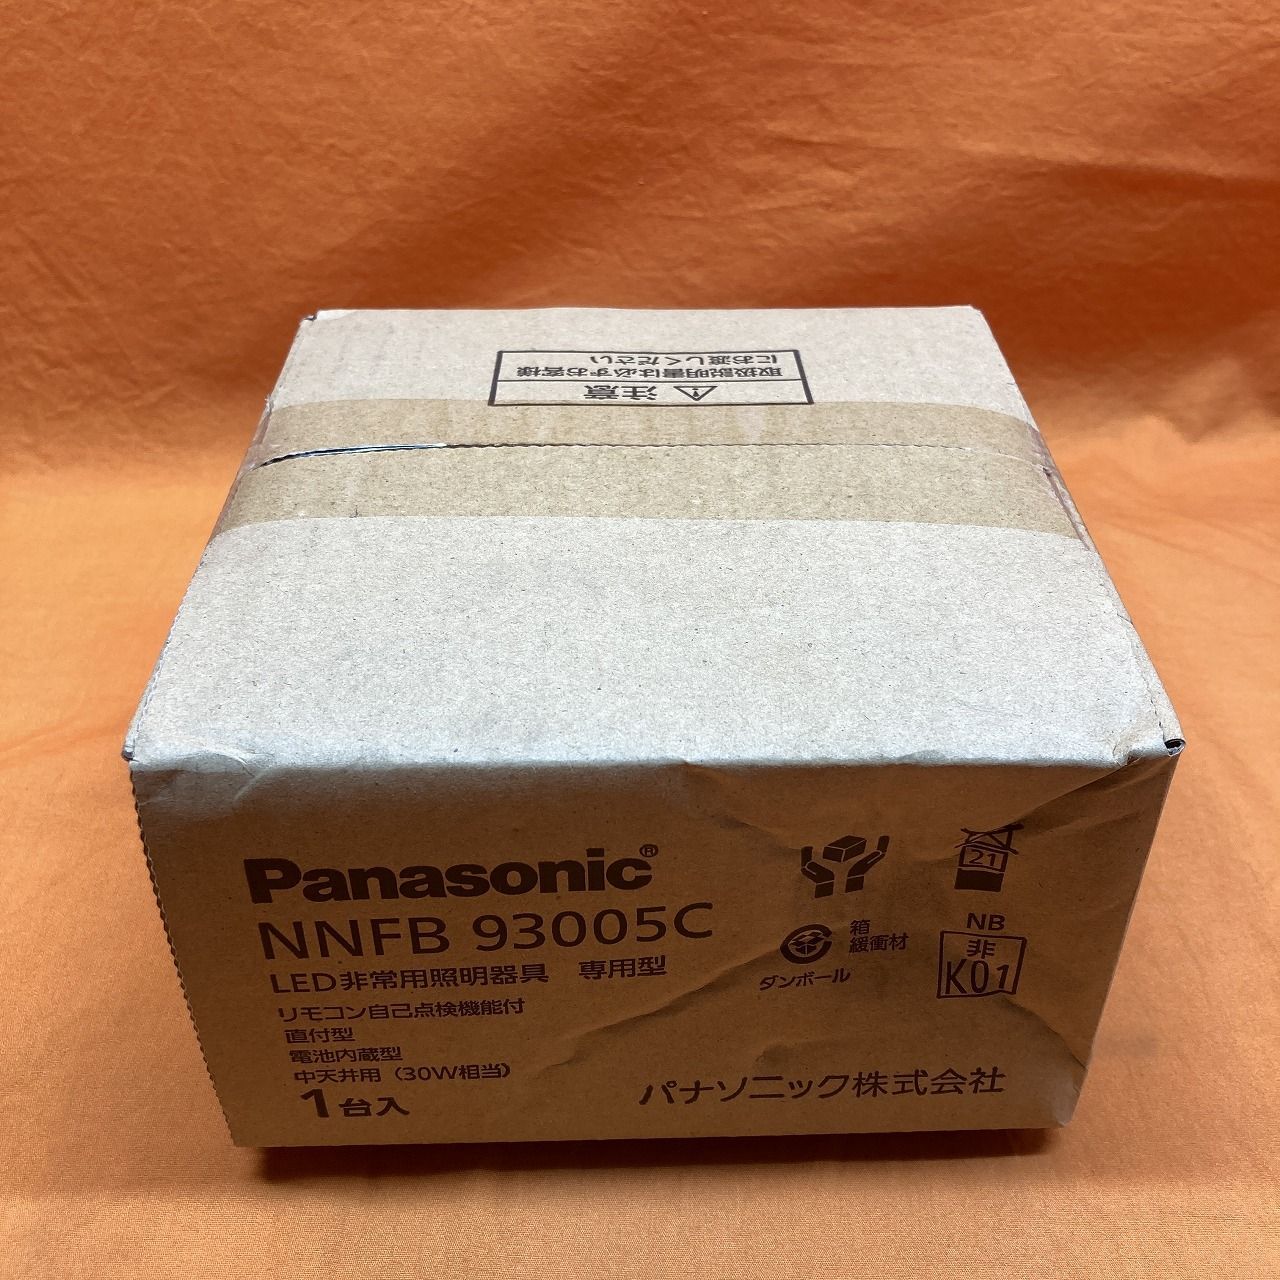 ⚠注意
取扱説明書は必ずお客様
にお渡しください
Panasonic®
NNFB 93005C
LED非常用照明器具　専用型
リモコン自己点検機能付
直付型
電池内蔵型
中天井用（30W相当）
1台入
21
箱
緩衝材
ダンボール
NB
非
K01
パナソニック株式会社